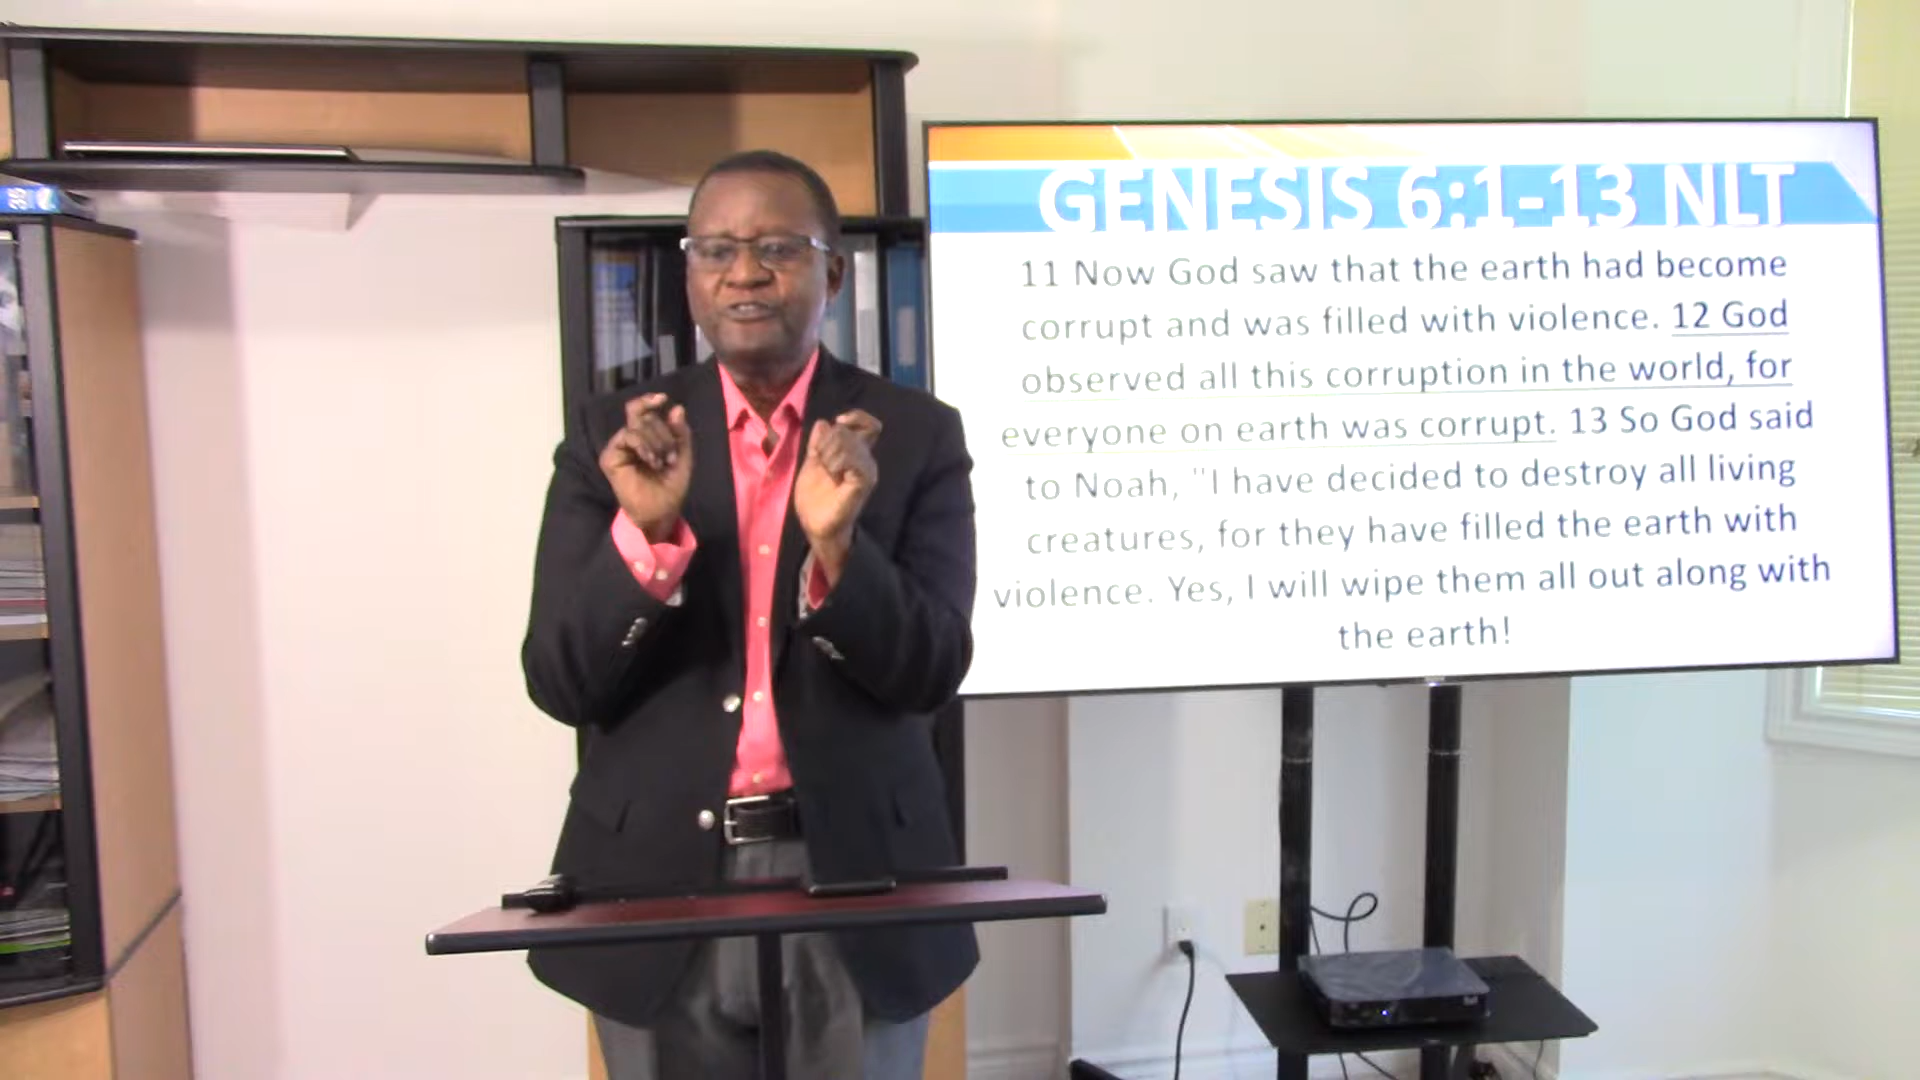 GENESIS 6:1-13 NLT
11 Now God saw that the earth had become
corrupt and was filled with violence. 12 God
observed all this corruption in the world, for
everyone on earth was corrupt. 13 So God said
to Noah, "I have decided to destroy all living
creatures, for they have filled the earth with
violence. Yes, I will wipe them all out along with
the earth!